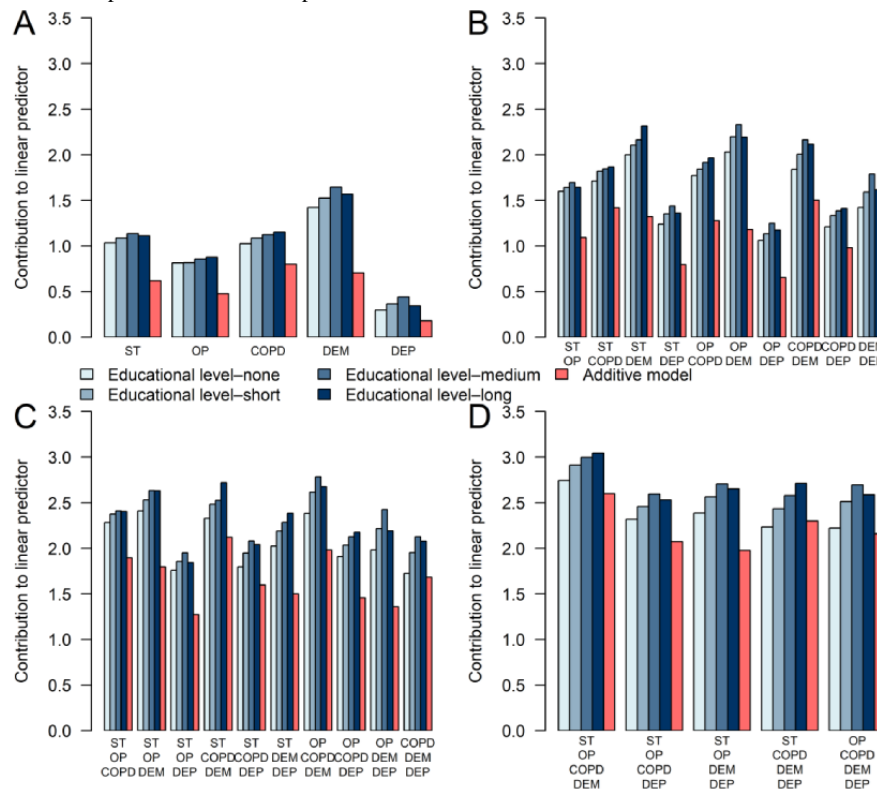 A
Contribution to linear predictor
3.5
3.0
2.5
2.0
1.5
1.0
0.5
0.0
ST OP COPD DEM DEP
B
Contribution to linear predictor
3.5
3.0
2.5
2.0
1.5
1.0
0.5
0.0
ST ST ST ST OP OP OP COPD COPD DEM
OP COPD DEM DEP COPD DEM DEP DEM DEP
Educational level–none Educational level–medium Additive model
Educational level–short Educational level–long
C
Contribution to linear predictor
3.5
3.0
2.5
2.0
1.5
1.0
0.5
0.0
ST ST ST ST ST ST OP OP OP COPD
OP OP OP COPD COPD DEM COPD COPD DEM DEM
COPD DEM DEP DEM DEP DEP DEM DEP DEP DEP
D
Contribution to linear predictor
3.5
3.0
2.5
2.0
1.5
1.0
0.5
0.0
ST ST ST ST OP
OP OP OP COPD COPD
COPD COPD DEM DEM DEM
DEM DEP DEP DEP DEP